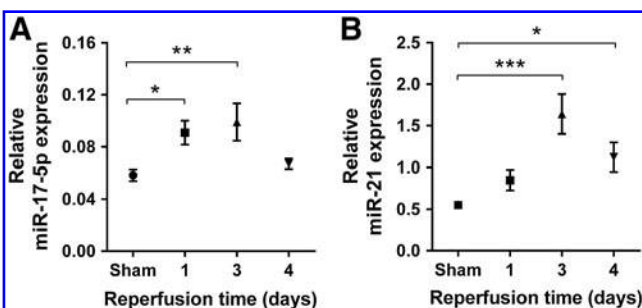 A
Relative
miR-17-5p expression
0.16
0.12
0.08
0.04
0.00
*
**
Sham 1 3 4
Reperfusion time (days)
B
Relative
miR-21 expression
2.5
2.0
1.5
1.0
0.5
0.0
*
***
Sham 1 3 4
Reperfusion time (days)